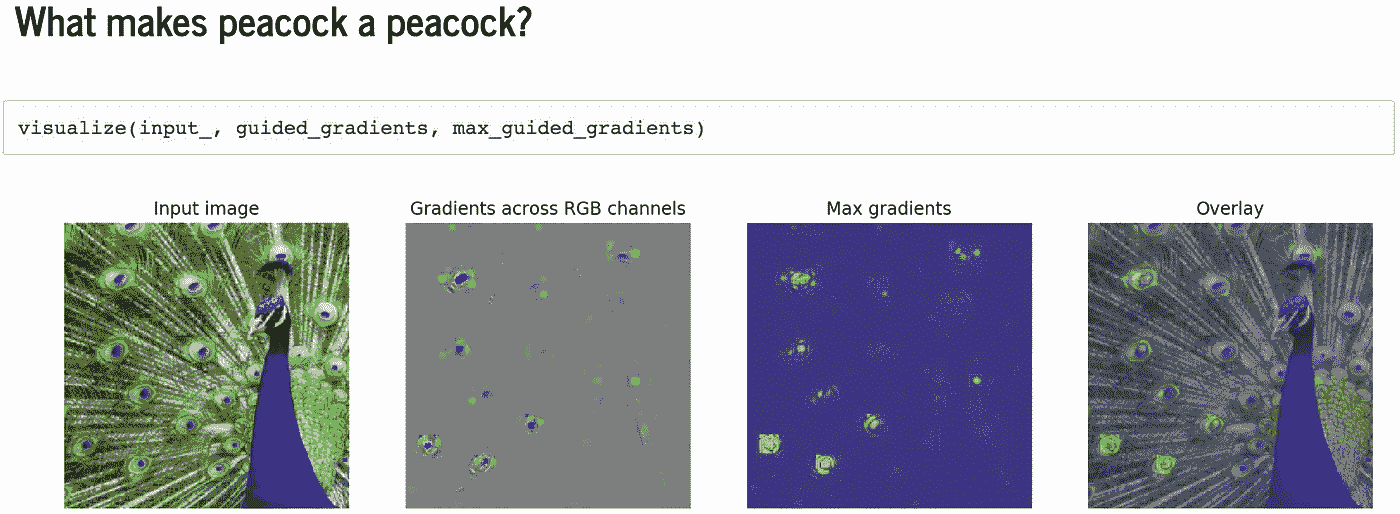 What makes peacock a peacock?
visualize(input_, guided_gradients, max_guided_gradients)
Input image
Gradients across RGB channels
Max gradients
Overlay